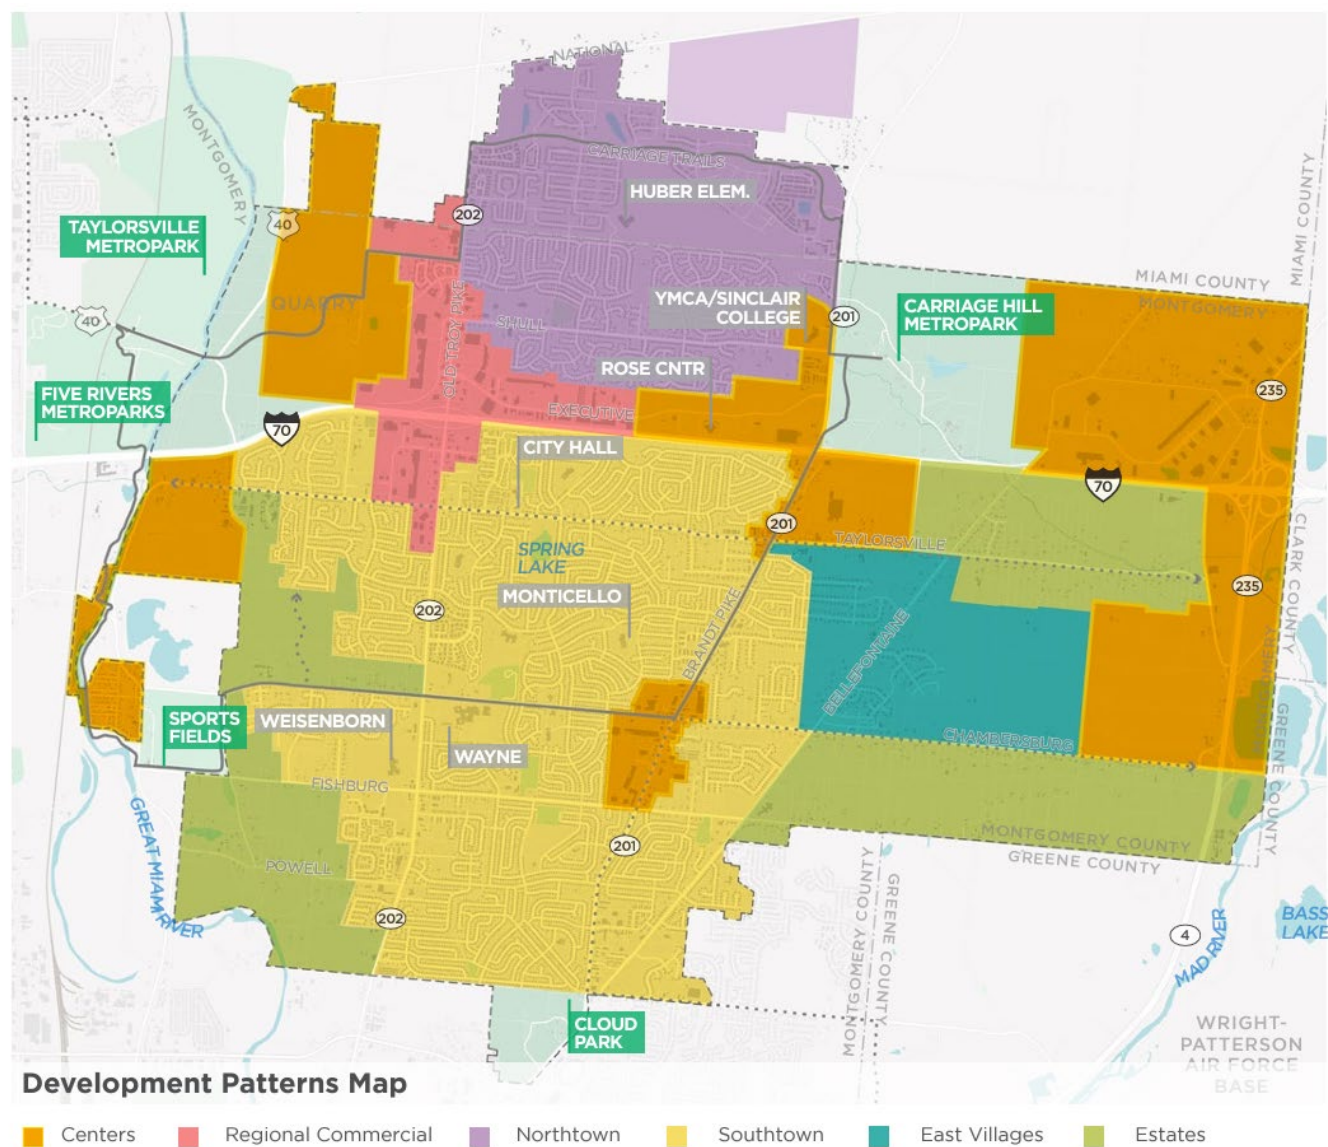 NATIONAL
MONTGOMERY
CARRIAGE TRAILS
HUBER ELEM.
202
40
TAYLORSVILLE
METROPARK
MIAMI COUNTY
MIAMI COUNTY
MONTGOMERY
QUARRY
YMCA/SINCLAIR
COLLEGE
201
CARRIAGE HILL
METROPARK
40
SHULL
OLD TROY PIKE
ROSE CNTR
235
FIVE RIVERS
METROPARKS
EXECUTIVE
70
CITY HALL
70
201
TAYLORSVILLE
CLARK COUNTY
SPRING
LAKE
MONTICELLO
202
235
BRANDT PIKE
BELLEFONTAINE
MONTGOMERY
SPORTS
FIELDS
WEISENBORN
WAYNE
CHAMBERSBURG
GREENE COUNTY
FISHBURG
GREAT MIAMI RIVER
201
MONTGOMERY COUNTY
GREENE COUNTY
POWELL
202
MONTGOMERY COUNTY
GREENE COUNTY
4
MAD RIVER
BASS
LAKE
CLOUD
PARK
WRIGHT-
PATTERSON
AIR FORCE
BASE
Development Patterns Map
Centers Regional Commercial Northtown Southtown East Villages Estates